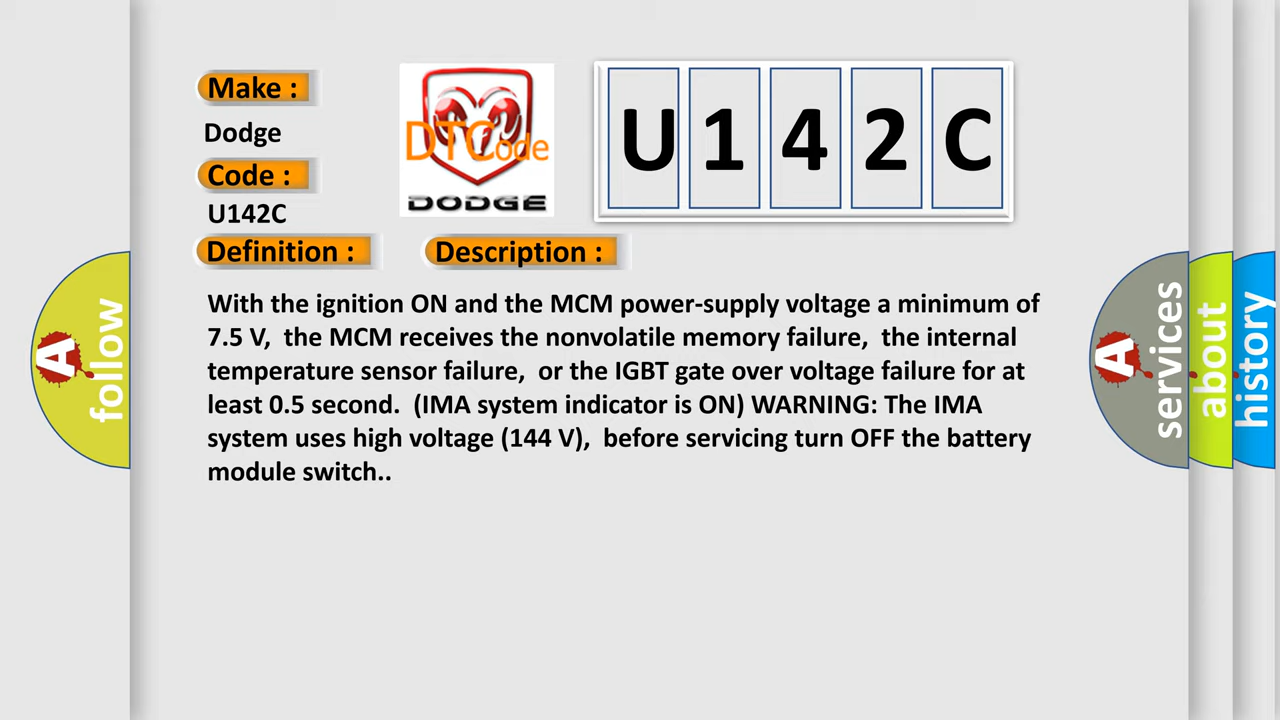 Make :
Dodge
Code :
U142C
DTCode
DODGE
U142C
Definition :
Description :
With the ignition ON and the MCM power-supply voltage a minimum of
7.5 V,  the MCM receives the nonvolatile memory failure,  the internal
temperature sensor failure,  or the IGBT gate over voltage failure for at
least 0.5 second  (IMA system indicator is ON) WARNING: The IMA
system uses high voltage (144 V),  before servicing turn OFF the battery
module switch..
A follow
A services
about
history